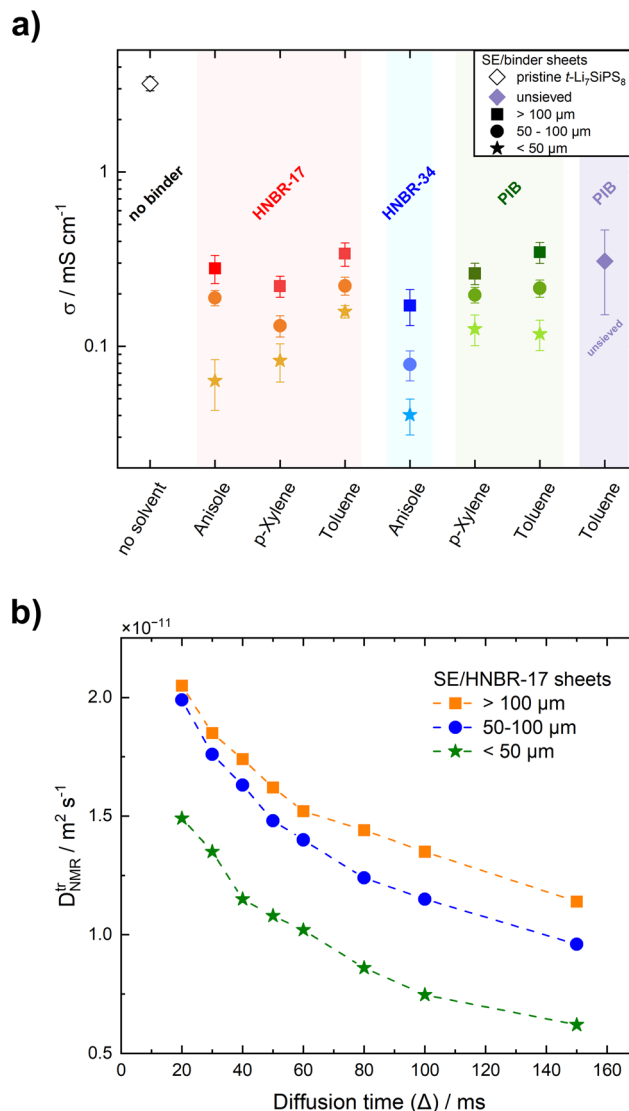 a)
SE/binder sheets
pristine t-Li₇SiPS₈
unsieved
> 100 µm
50 - 100 µm
< 50 µm
no binder
HNBR-17
HNBR-34
PIB
PIB
unsieved
1
0.1
σ / mS cm⁻¹
no solvent
Anisole
p-Xylene
Toluene
Anisole
p-Xylene
Toluene
Toluene
b)
×10⁻¹¹
SE/HNBR-17 sheets
> 100 µm
50-100 µm
< 50 µm
2.0
1.5
1.0
0.5
D^tr_NMR / m² s⁻¹
0 20 40 60 80 100 120 140 160
Diffusion time (Δ) / ms